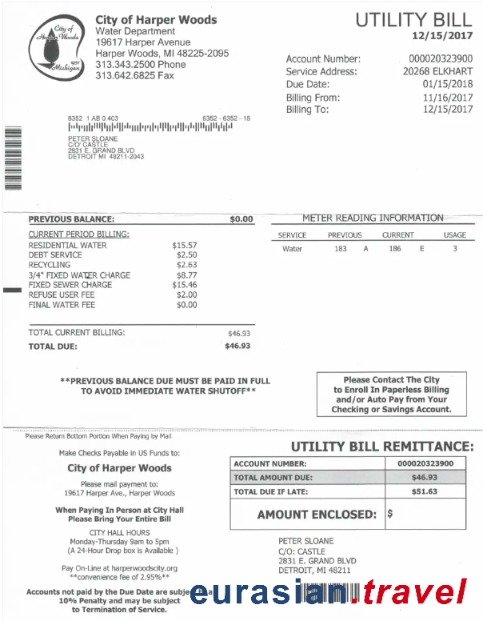 City of
Harper Woods
Michigan
City of Harper Woods
Water Department
19617 Harper Avenue
Harper Woods, MI 48225-2095
313.343.2500 Phone
313.642.6825 Fax
UTILITY BILL
12/15/2017
Account Number: 000020323900
Service Address: 20268 ELKHART
Due Date: 01/15/2018
Billing From: 11/16/2017
Billing To: 12/15/2017
6352 1 AB 0.403 6352 - 6352 - 18
PETER SLOANE
C/O: CASTLE
2831 E. GRAND BLVD
DETROIT MI 48211-2043
PREVIOUS BALANCE: $0.00
CURRENT PERIOD BILLING:
RESIDENTIAL WATER $15.57
DEBT SERVICE $2.50
RECYCLING $2.63
3/4" FIXED WATER CHARGE $8.77
FIXED SEWER CHARGE $15.46
REFUSE USER FEE $2.00
FINAL WATER FEE $0.00
TOTAL CURRENT BILLING: $46.93
TOTAL DUE: $46.93
METER READING INFORMATION
SERVICE PREVIOUS CURRENT USAGE
Water 183 A 186 E 3
**PREVIOUS BALANCE DUE MUST BE PAID IN FULL
TO AVOID IMMEDIATE WATER SHUTOFF**
Please Contact The City
to Enroll In Paperless Billing
and/or Auto Pay from Your
Checking or Savings Account.
Please Return Bottom Portion When Paying by Mail
Make Checks Payable in US Funds to:
City of Harper Woods
Please mail payment to:
19617 Harper Ave., Harper Woods
When Paying In Person at City Hall
Please Bring Your Entire Bill
CITY HALL HOURS
Monday-Thursday 9am to 5pm
(A 24-Hour Drop box is Available )
Pay On-Line at harperwoodscity.org
**convenience fee of 2.95%**
Accounts not paid by the Due Date are
10% Penalty and may be subject
to Termination of Service.
UTILITY BILL REMITTANCE:
ACCOUNT NUMBER: 000020323900
TOTAL AMOUNT DUE: $46.93
TOTAL DUE IF LATE: $51.63
AMOUNT ENCLOSED: $
PETER SLOANE
C/O: CASTLE
2831 E. GRAND BLVD
DETROIT, MI 48211
eurasian.travel